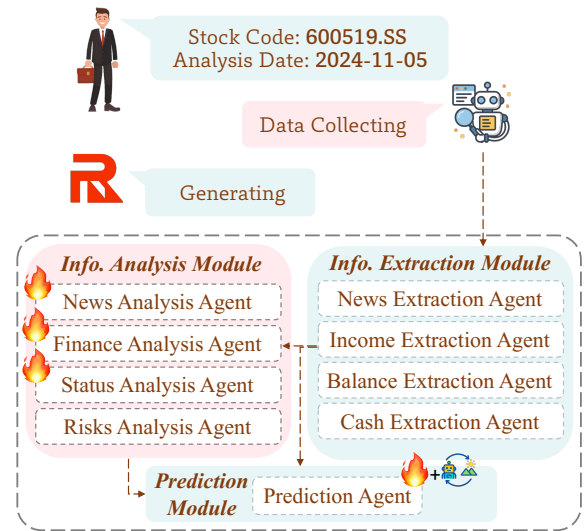 Stock Code: 600519.SS
Analysis Date: 2024-11-05
Data Collecting
Generating
Info. Analysis Module
News Analysis Agent
Finance Analysis Agent
Status Analysis Agent
Risks Analysis Agent
Info. Extraction Module
News Extraction Agent
Income Extraction Agent
Balance Extraction Agent
Cash Extraction Agent
Prediction
Module
Prediction Agent
+